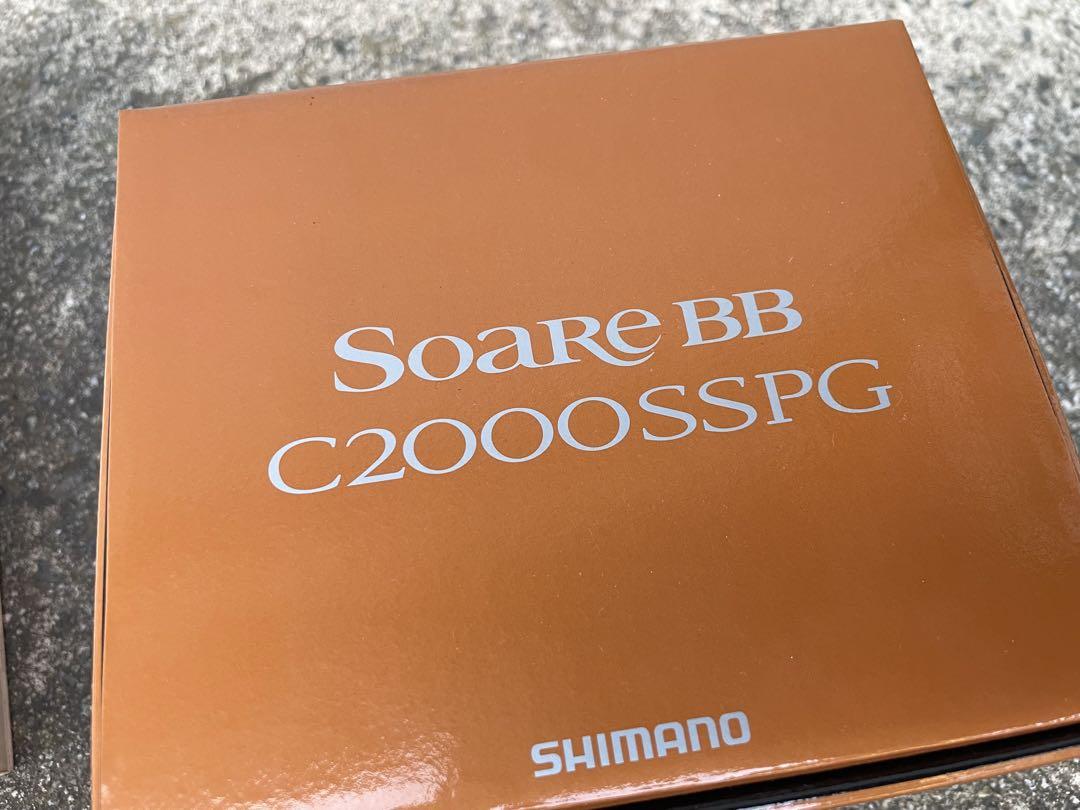 Soare BB
C2000SSPG
SHIMANO